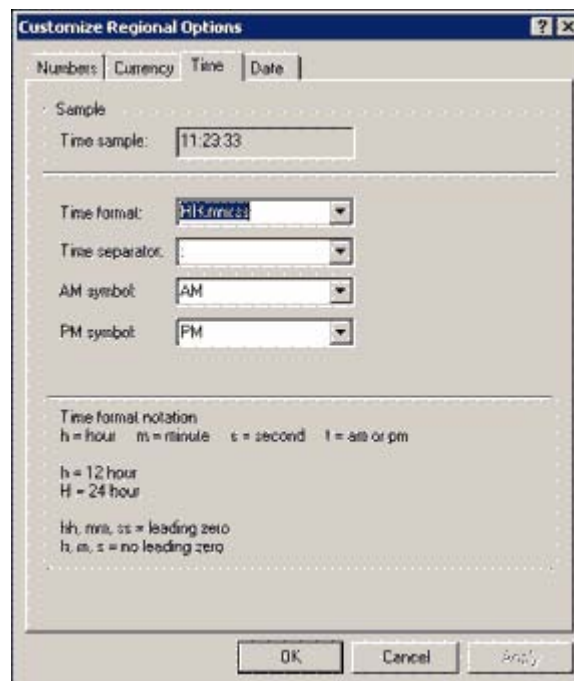 Customize Regional Options
Numbers Currency Time Date
Sample
Time sample: 11:23:33
Time format: HH:mm:ss
Time separator: :
AM symbol: AM
PM symbol: PM
Time format notation
h = hour m = minute s = second t = am or pm
h = 12 hour
H = 24 hour
hh, mm, ss = leading zero
h, m, s = no leading zero
OK Cancel Apply